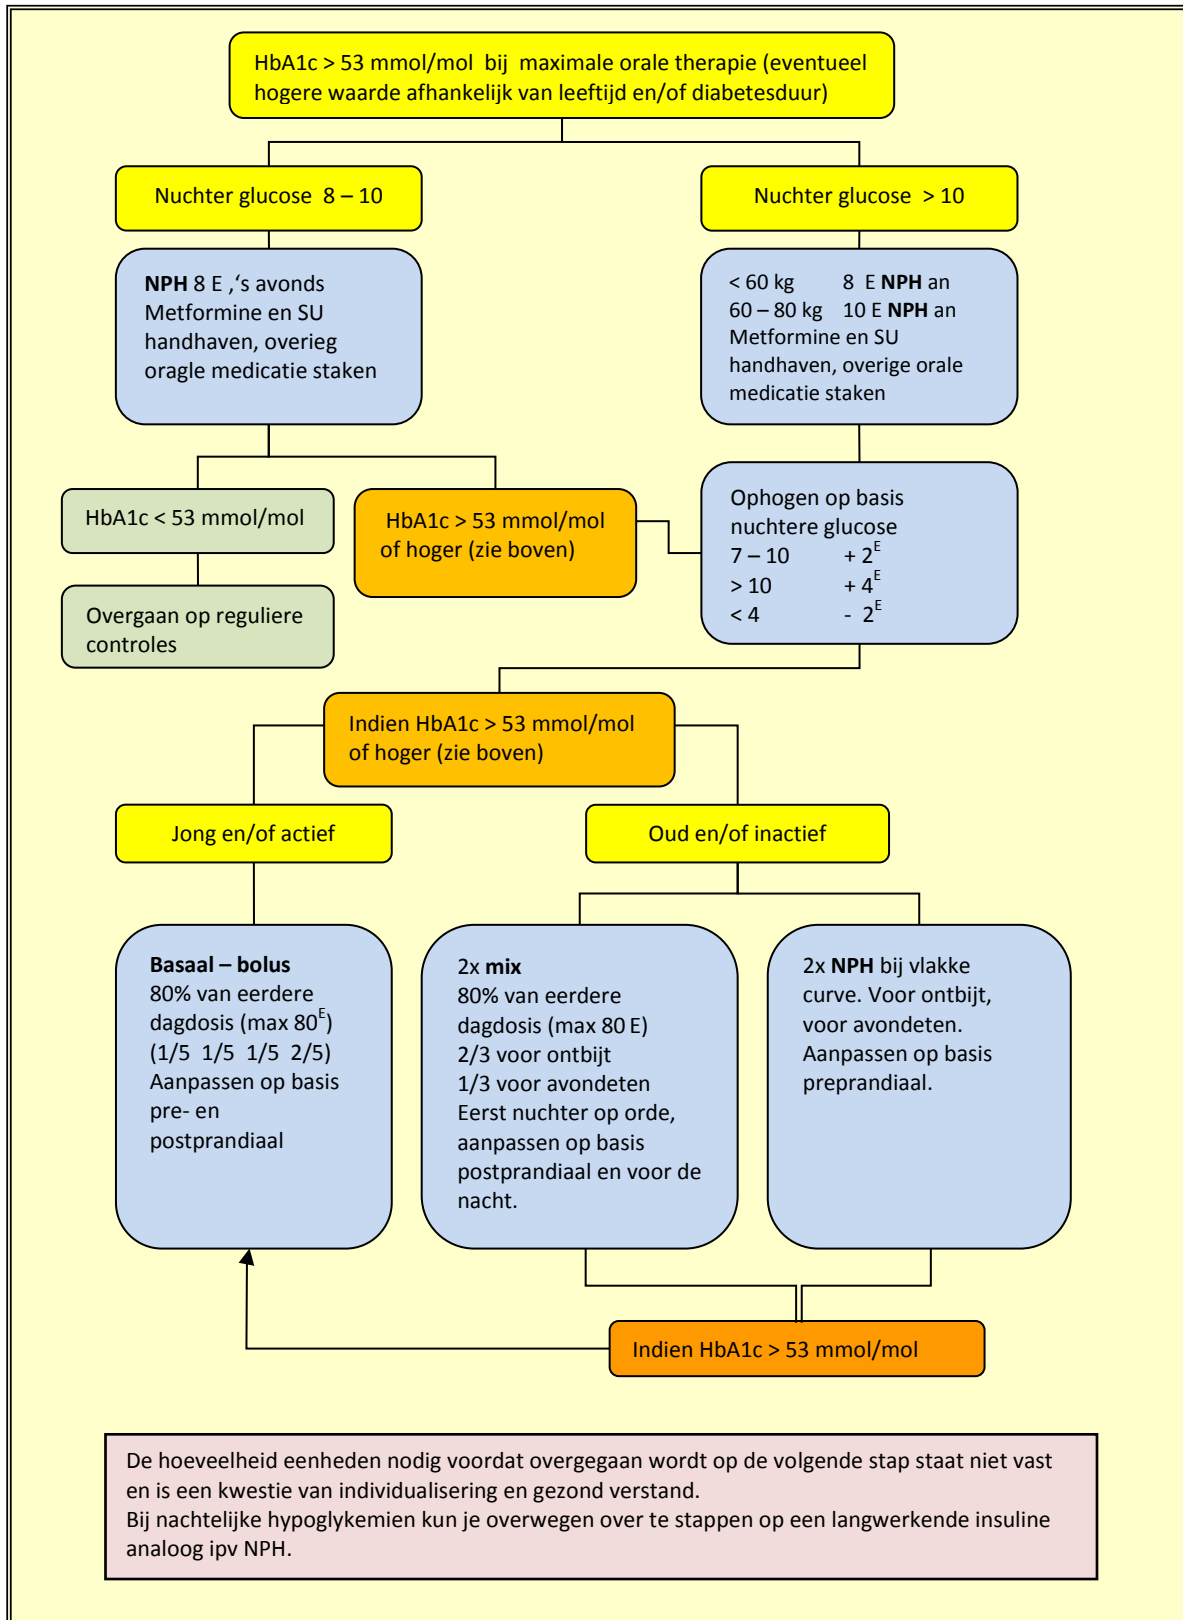 HbA1c > 53 mmol/mol bij maximale orale therapie (eventueel
hogere waarde afhankelijk van leeftijd en/of diabetesduur)
Nuchter glucose 8 – 10
Nuchter glucose > 10
NPH 8 E ,‘s avonds
Metformine en SU
handhaven, overieg
oragle medicatie staken
< 60 kg 8 E NPH an
60 – 80 kg 10 E NPH an
Metformine en SU
handhaven, overige orale
medicatie staken
HbA1c < 53 mmol/mol
HbA1c > 53 mmol/mol
of hoger (zie boven)
Ophogen op basis
nuchtere glucose
7 – 10 + 2E
> 10 + 4E
< 4 - 2E
Overgaan op reguliere
controles
Indien HbA1c > 53 mmol/mol
of hoger (zie boven)
Jong en/of actief
Oud en/of inactief
Basaal – bolus
80% van eerdere
dagdosis (max 80E)
(1/5 1/5 1/5 2/5)
Aanpassen op basis
pre- en
postprandiaal
2x mix
80% van eerdere
dagdosis (max 80 E)
2/3 voor ontbijt
1/3 voor avondeten
Eerst nuchter op orde,
aanpassen op basis
postprandiaal en voor de
nacht.
2x NPH bij vlakke
curve. Voor ontbijt,
voor avondeten.
Aanpassen op basis
preprandiaal.
Indien HbA1c > 53 mmol/mol
De hoeveelheid eenheden nodig voordat overgegaan wordt op de volgende stap staat niet vast
en is een kwestie van individualisering en gezond verstand.
Bij nachtelijke hypoglykemien kun je overwegen over te stappen op een langwerkende insuline
analoog ipv NPH.